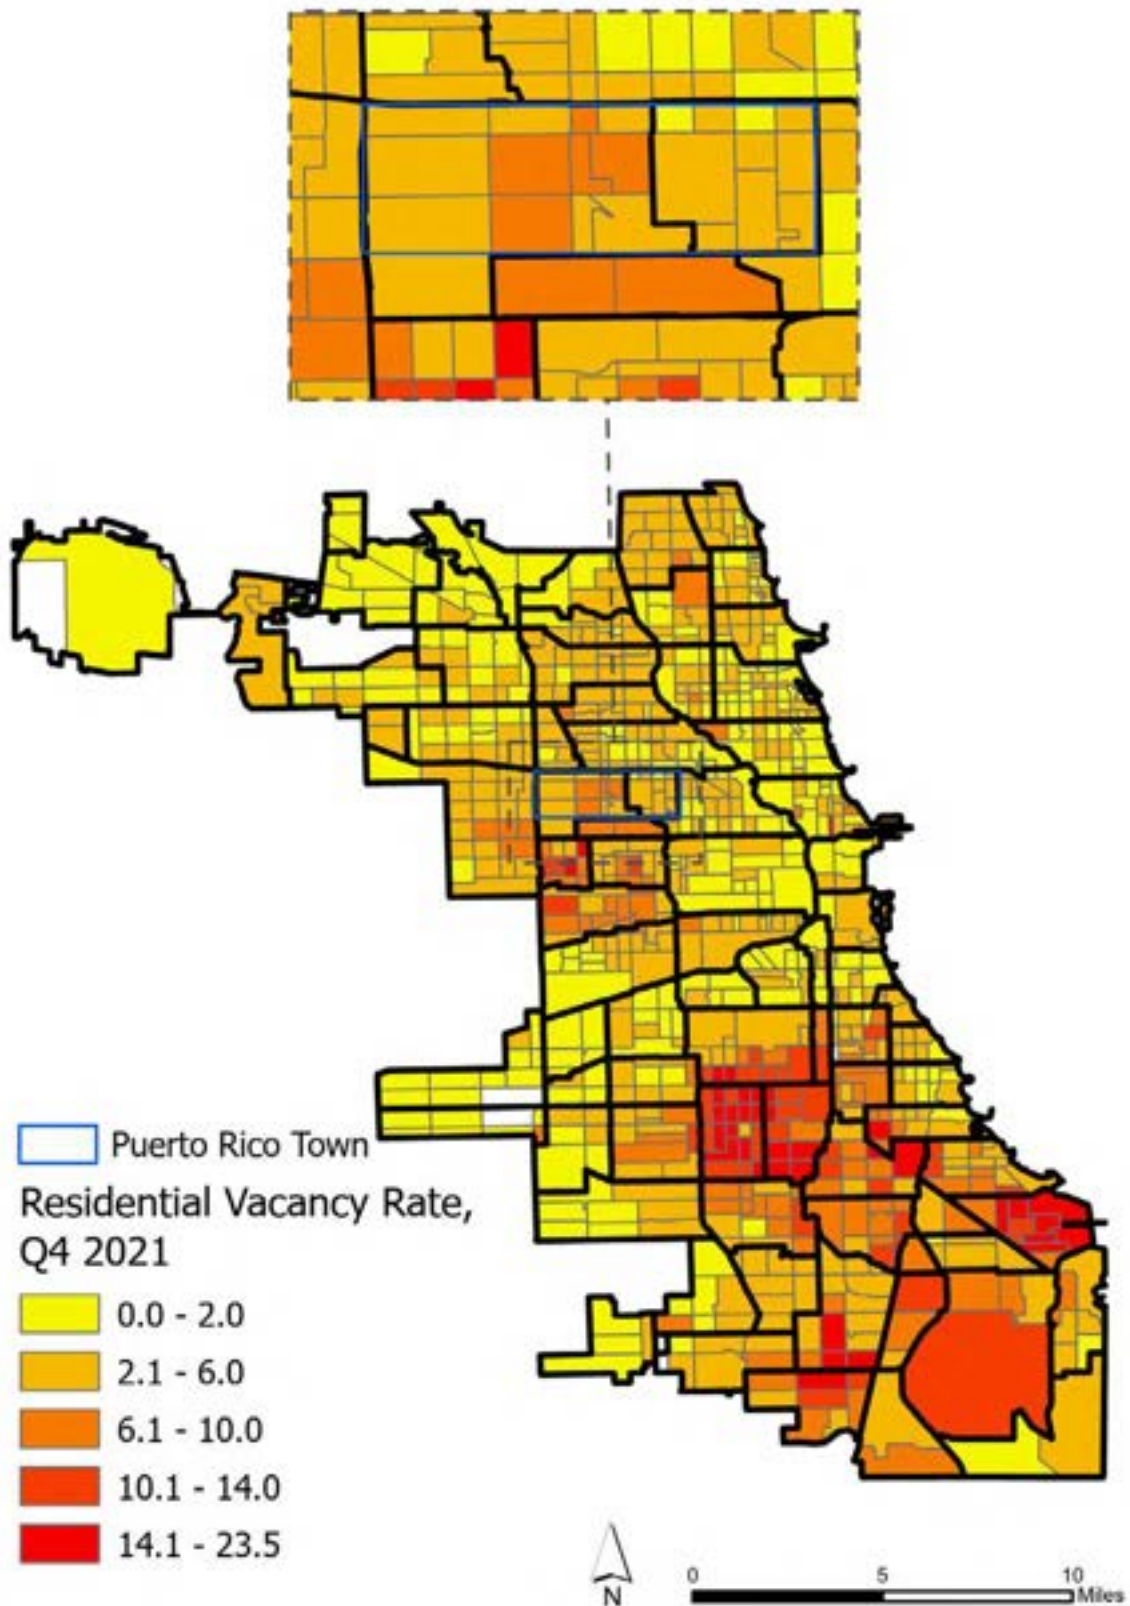 Puerto Rico Town
Residential Vacancy Rate,
Q4 2021
0.0 - 2.0
2.1 - 6.0
6.1 - 10.0
10.1 - 14.0
14.1 - 23.5
N
0 5 10
Miles